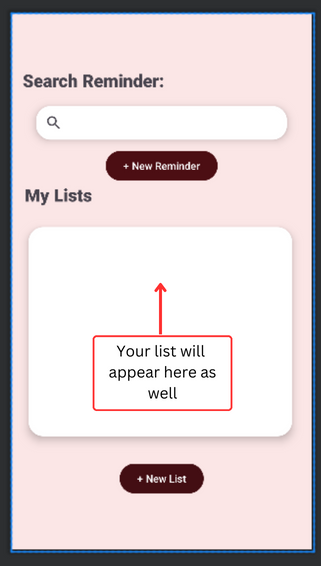 Search Reminder:
+ New Reminder
My Lists
Your list will
appear here as
well
+ New List